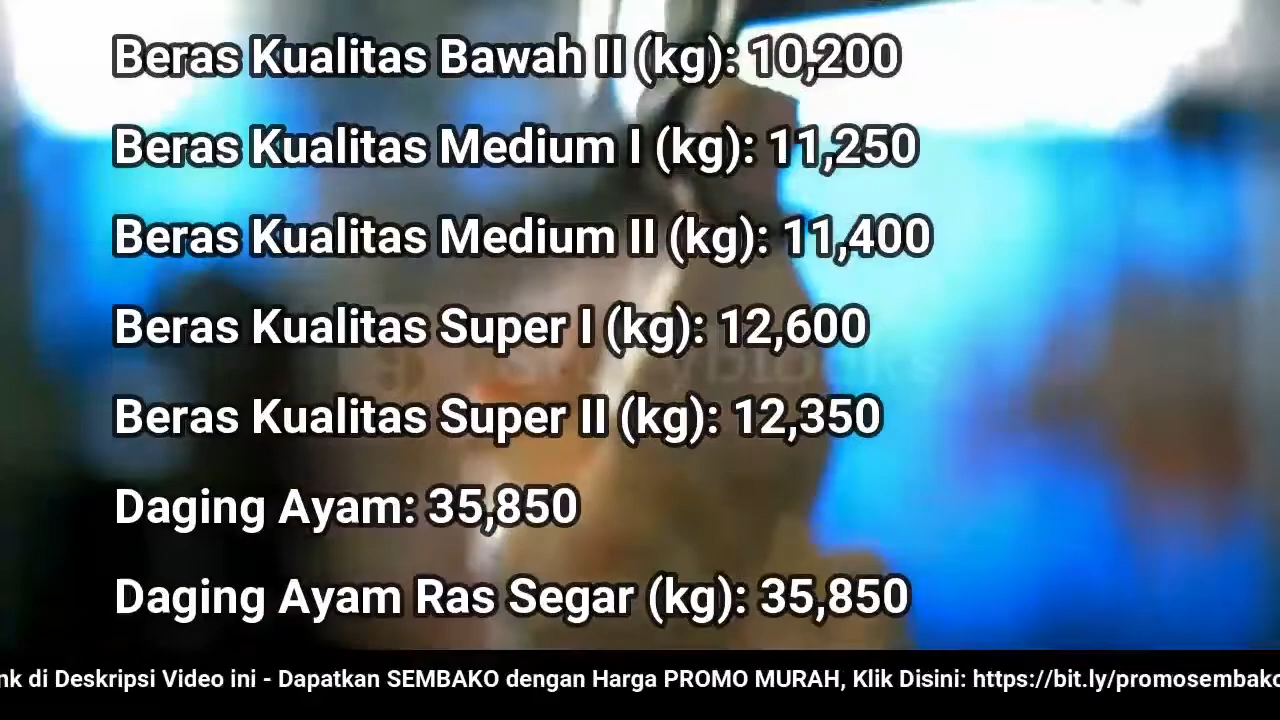 Beras Kualitas Bawah II (kg): 10,200
Beras Kualitas Medium I (kg): 11,250
Beras Kualitas Medium II (kg): 11,400
Beras Kualitas Super I (kg): 12,600
Beras Kualitas Super II (kg): 12,350
Daging Ayam: 35,850
Daging Ayam Ras Segar (kg): 35,850
nk di Deskripsi Video ini - Dapatkan SEMBAKO dengan Harga PROMO MURAH, Klik Disini: https://bit.ly/promosembako